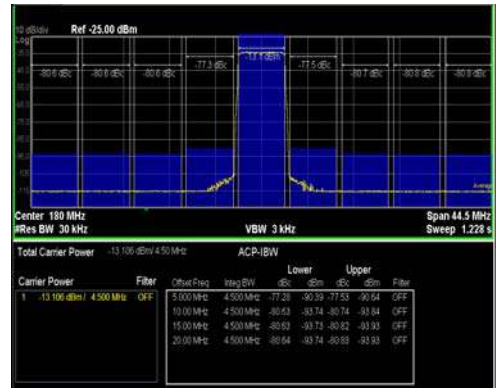 10 dB/div Ref -25.00 dBm
Log
-13.1 dBm
-77.3 dBc -77.5 dBc
-80.6 dBc -80.6 dBc -80.6 dBc -80.7 dBc -80.8 dBc -80.8 dBc
Average
Center 180 MHz Span 44.5 MHz
#Res BW 30 kHz VBW 3 kHz Sweep 1.228 s
Total Carrier Power -13.106 dBm/ 4.50 MHz ACP-IBW
Lower Upper
Carrier Power Filter Offset Freq Integ BW dBc dBm dBc dBm Filter
1 -13.106 dBm / 4.500 MHz OFF 5.000 MHz 4.500 MHz -77.28 -90.39 -77.53 -90.64 OFF
10.00 MHz 4.500 MHz -80.63 -93.74 -80.74 -93.84 OFF
15.00 MHz 4.500 MHz -80.63 -93.73 -80.82 -93.93 OFF
20.00 MHz 4.500 MHz -80.64 -93.74 -80.83 -93.93 OFF